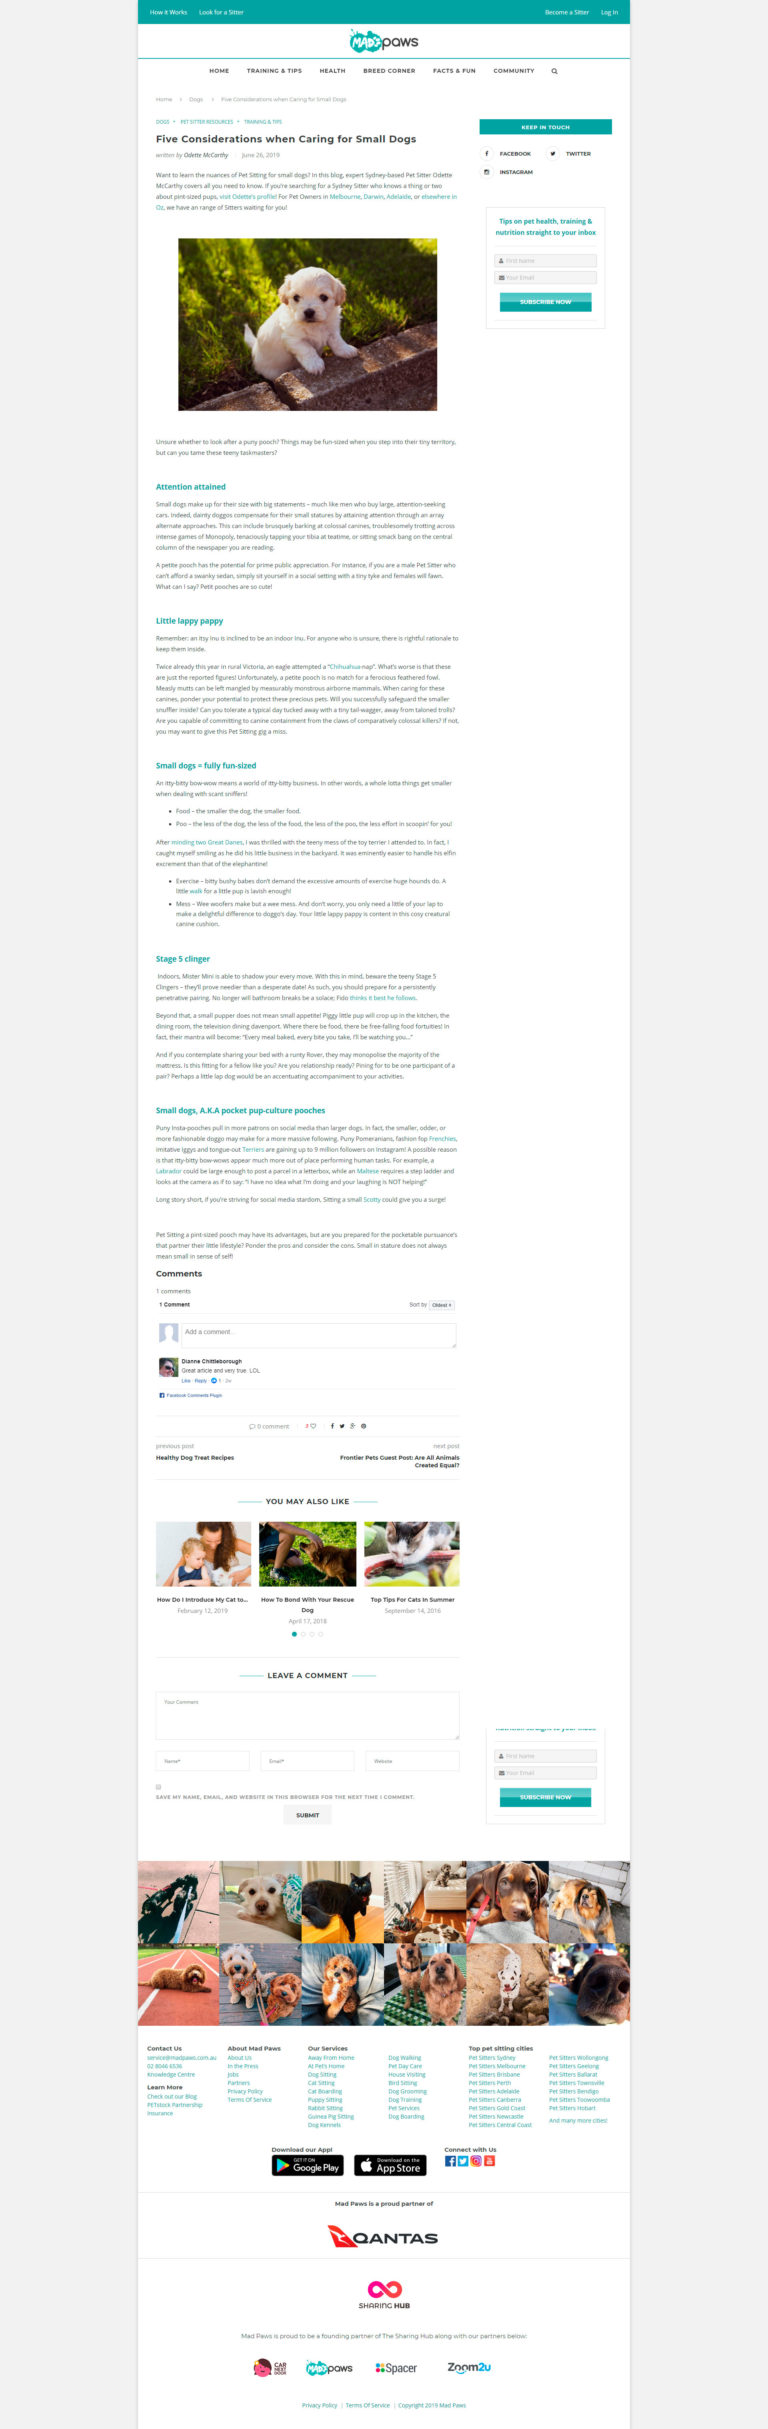 How it Works Look for a Sitter Become a Sitter Log In
MAD paws
HOME TRAINING & TIPS HEALTH BREED CORNER FACTS & FUN COMMUNITY
Home > Dogs > Five Considerations when Caring for Small Dogs
DOGS • PET SITTER RESOURCES • TRAINING & TIPS
Five Considerations when Caring for Small Dogs
written by Odette McCarthy | June 26, 2019
Want to learn the nuances of Pet Sitting for small dogs? In this blog, expert Sydney-based Pet Sitter Odette
McCarthy covers all you need to know. If you're searching for a Sydney Sitter who knows a thing or two
about pint-sized pups, visit Odette's profile! For Pet Owners in Melbourne, Darwin, Adelaide, or elsewhere in
Oz, we have an range of Sitters waiting for you!
KEEP IN TOUCH
FACEBOOK TWITTER
INSTAGRAM
Tips on pet health, training &
nutrition straight to your inbox
First Name
Your Email
SUBSCRIBE NOW
Unsure whether to look after a puny pooch? Things may be fun-sized when you step into their tiny territory,
but can you tame these teeny taskmasters?
Attention attained
Small dogs make up for their size with big statements – much like men who buy large, attention-seeking
cars. Indeed, dainty doggos compensate for their small statures by attaining attention through an array
alternate approaches. This can include brusquely barking at colossal canines, troublesomely trotting across
intense games of Monopoly, tenaciously tapping your tibia at teatime, or sitting smack bang on the central
column of the newspaper you are reading.
A petite pooch has the potential for prime public appreciation. For instance, if you are a male Pet Sitter who
can't afford a swanky sedan, simply sit yourself in a social setting with a tiny tyke and females will fawn.
What can I say? Petit pooches are so cute!
Little lappy pappy
Remember: an itsy Inu is inclined to be an indoor Inu. For anyone who is unsure, there is rightful rationale to
keep them inside.
Twice already this year in rural Victoria, an eagle attempted a "Chihuahua-nap". What's worse is that these
are just the reported figures! Unfortunately, a petite pooch is no match for a ferocious feathered fowl.
Measly mutts can be left mangled by measurably monstrous airborne mammals. When caring for these
canines, ponder your potential to protect these precious pets. Will you successfully safeguard the smaller
snuffler inside? Can you tolerate a typical day tucked away with a tiny tail-wagger, away from taloned trolls?
Are you capable of committing to canine containment from the claws of comparatively colossal killers? If not,
you may want to give this Pet Sitting gig a miss.
Small dogs = fully fun-sized
An itty-bitty bow-wow means a world of itty-bitty business. In other words, a whole lotta things get smaller
when dealing with scant sniffers!
• Food – the smaller the dog, the smaller food.
• Poo – the less of the dog, the less of the food, the less of the poo, the less effort in scoopin' for you!
After minding two Great Danes, I was thrilled with the teeny mess of the toy terrier I attended to. In fact, I
caught myself smiling as he did his little business in the backyard. It was eminently easier to handle his elfin
excrement than that of the elephantine!
• Exercise – bitty bushy babes don't demand the excessive amounts of exercise huge hounds do. A
little walk for a little pup is lavish enough!
• Mess – Wee woofers make but a wee mess. And don't worry, you only need a little of your lap to
make a delightful difference to doggo's day. Your little lappy pappy is content in this cosy creatural
canine cushion.
Stage 5 clinger
Indoors, Mister Mini is able to shadow your every move. With this in mind, beware the teeny Stage 5
Clingers – they'll prove needier than a desperate date! As such, you should prepare for a persistently
penetrative pairing. No longer will bathroom breaks be a solace; Fido thinks it best he follows.
Beyond that, a small pupper does not mean small appetite! Piggy little pup will crop up in the kitchen, the
dining room, the television dining davenport. Where there be food, there be free-falling food fortuities! In
fact, their mantra will become: "Every meal baked, every bite you take, I'll be watching you..."
And if you contemplate sharing your bed with a runty Rover, they may monopolise the majority of the
mattress. Is this fitting for a fellow like you? Are you relationship ready? Pining for to be one participant of a
pair? Perhaps a little lap dog would be an accentuating accompaniment to your activities.
Small dogs, A.K.A pocket pup-culture pooches
Puny Insta-pooches pull in more patrons on social media than larger dogs. In fact, the smaller, odder, or
more fashionable doggo may make for a more massive following. Puny Pomeranians, fashion fop Frenchies,
imitative Iggys and tongue-out Terriers are gaining up to 9 million followers on Instagram! A possible reason
is that itty-bitty bow-wows appear much more out of place performing human tasks. For example, a
Labrador could be large enough to post a parcel in a letterbox, while an Maltese requires a step ladder and
looks at the camera as if to say: "I have no idea what I'm doing and your laughing is NOT helping!"
Long story short, if you're striving for social media stardom, Sitting a small Scotty could give you a surge!
Pet Sitting a pint-sized pooch may have its advantages, but are you prepared for the pocketable pursuance's
that partner their little lifestyle? Ponder the pros and consider the cons. Small in stature does not always
mean small in sense of self!
Comments
1 comments
1 Comment Sort by Oldest
Add a comment...
Dianne Chittleborough
Great article and very true. LOL
Like · Reply · 1 · 2w
Facebook Comments Plugin
0 comment 3
previous post next post
Healthy Dog Treat Recipes Frontier Pets Guest Post: Are All Animals
Created Equal?
YOU MAY ALSO LIKE
How Do I Introduce My Cat to...
February 12, 2019
How To Bond With Your Rescue
Dog
April 17, 2018
Top Tips For Cats In Summer
September 14, 2016
LEAVE A COMMENT
Your Comment
Name* Email* Website
SAVE MY NAME, EMAIL, AND WEBSITE IN THIS BROWSER FOR THE NEXT TIME I COMMENT.
SUBMIT
nutrition straight to your inbox
First Name
Your Email
SUBSCRIBE NOW
Contact Us
service@madpaws.com.au
02 8046 6536
Knowledge Centre
Learn More
Check out our Blog
PETstock Partnership
Insurance
About Mad Paws
About Us
In the Press
Jobs
Partners
Privacy Policy
Terms Of Service
Our Services
Away From Home
At Pet's Home
Dog Sitting
Cat Sitting
Cat Boarding
Puppy Sitting
Rabbit Sitting
Guinea Pig Sitting
Dog Kennels
Dog Walking
Pet Day Care
House Visiting
Bird Sitting
Dog Grooming
Dog Training
Pet Services
Dog Boarding
Top pet sitting cities
Pet Sitters Sydney
Pet Sitters Melbourne
Pet Sitters Brisbane
Pet Sitters Perth
Pet Sitters Adelaide
Pet Sitters Canberra
Pet Sitters Gold Coast
Pet Sitters Newcastle
Pet Sitters Central Coast
Pet Sitters Wollongong
Pet Sitters Geelong
Pet Sitters Ballarat
Pet Sitters Townsville
Pet Sitters Bendigo
Pet Sitters Toowoomba
Pet Sitters Hobart
And many more cities!
Download our App!
GET IT ON
Google Play
Download on the
App Store
Connect with Us
Mad Paws is a proud partner of
QANTAS
SHARING HUB
Mad Paws is proud to be a founding partner of The Sharing Hub along with our partners below:
CAR NEXT DOOR
MAD paws
Spacer
Zoom2u
Privacy Policy | Terms Of Service | Copyright 2019 Mad Paws